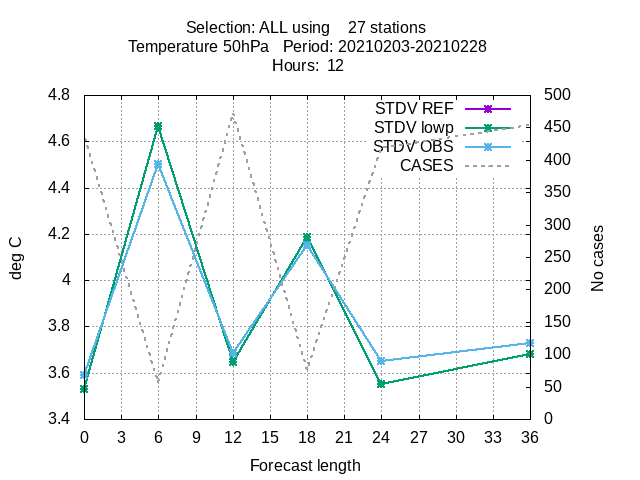 Selection: ALL using 27 stations
Temperature 50hPa Period: 20210203-20210228
Hours: 12
4.8
4.6
4.4
4.2
4
3.8
3.6
3.4
500
450
400
350
300
250
200
150
100
50
0
STDV REF
STDV lowp
STDV OBS
CASES
deg C
No cases
0 3 6 9 12 15 18 21 24 27 30 33 36
Forecast length